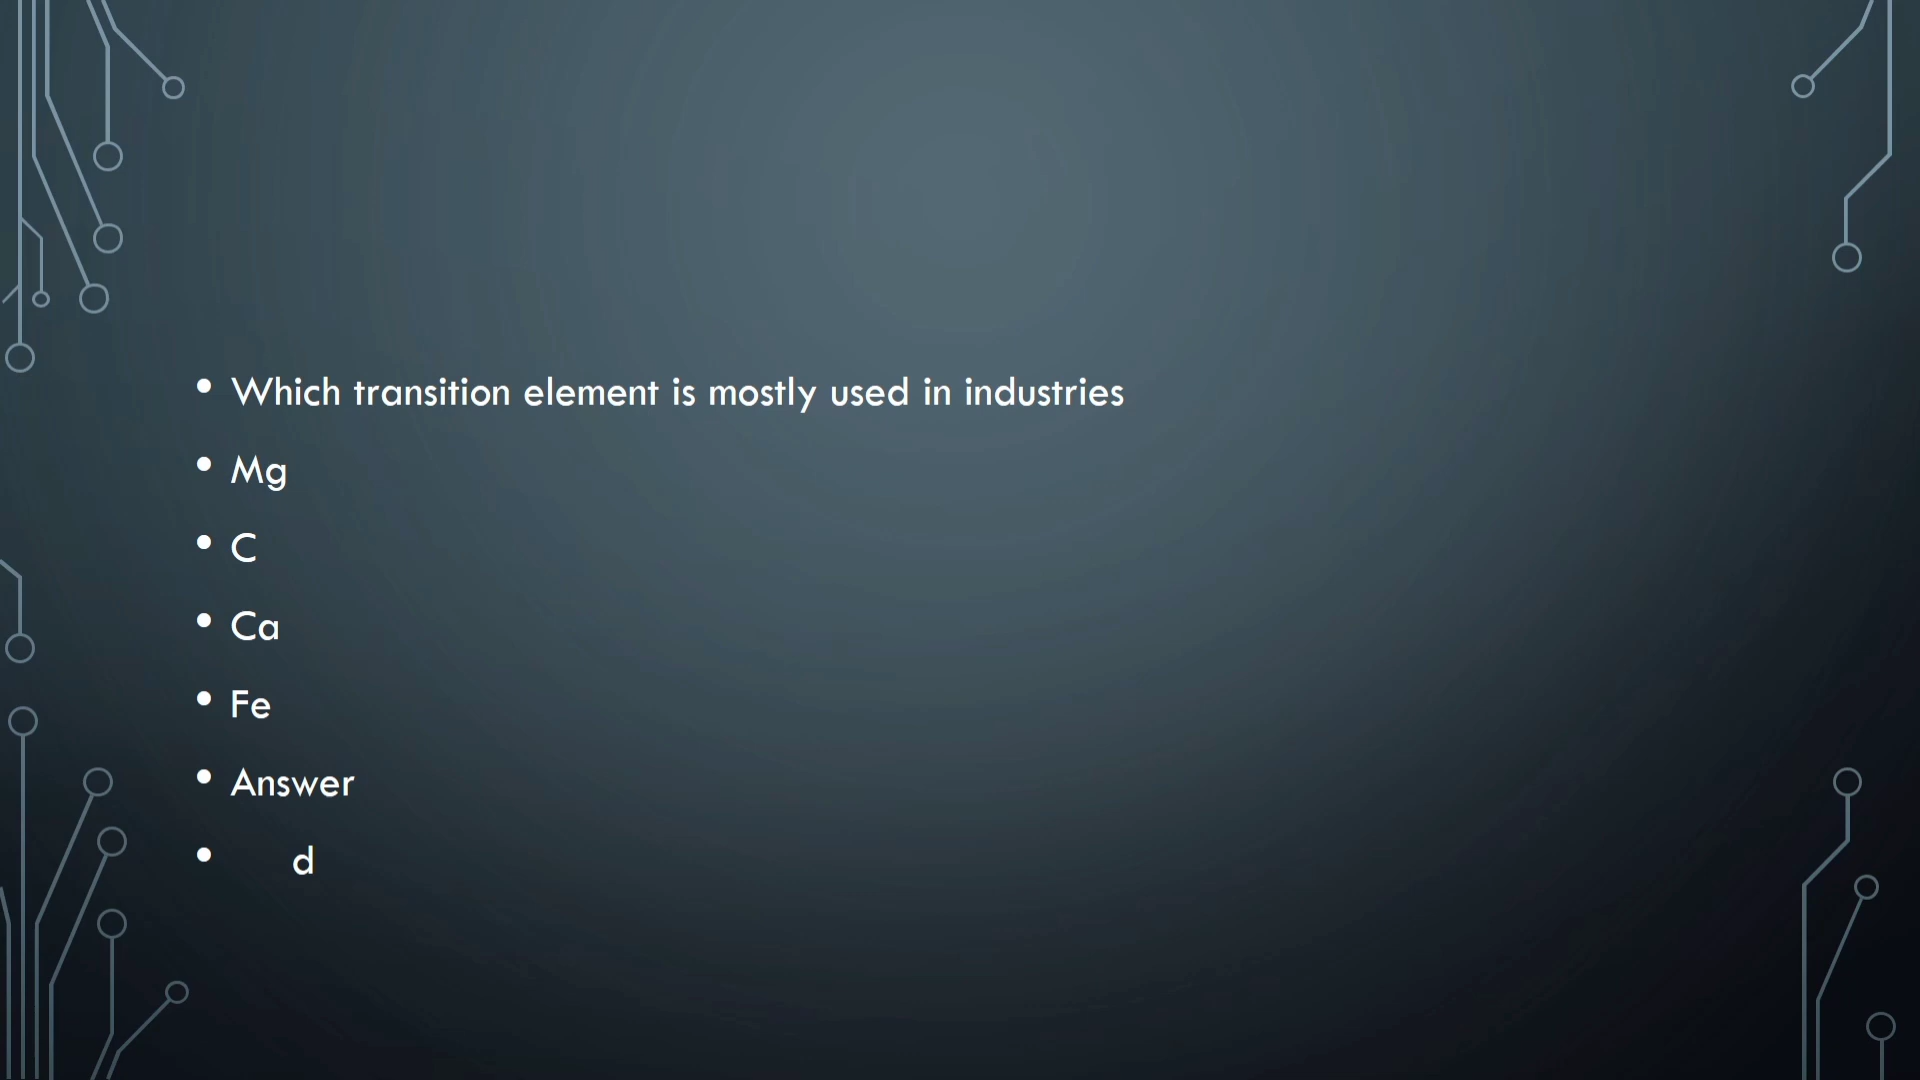 • Which transition element is mostly used in industries
• Mg
• C
• Ca
• Fe
• Answer
• d